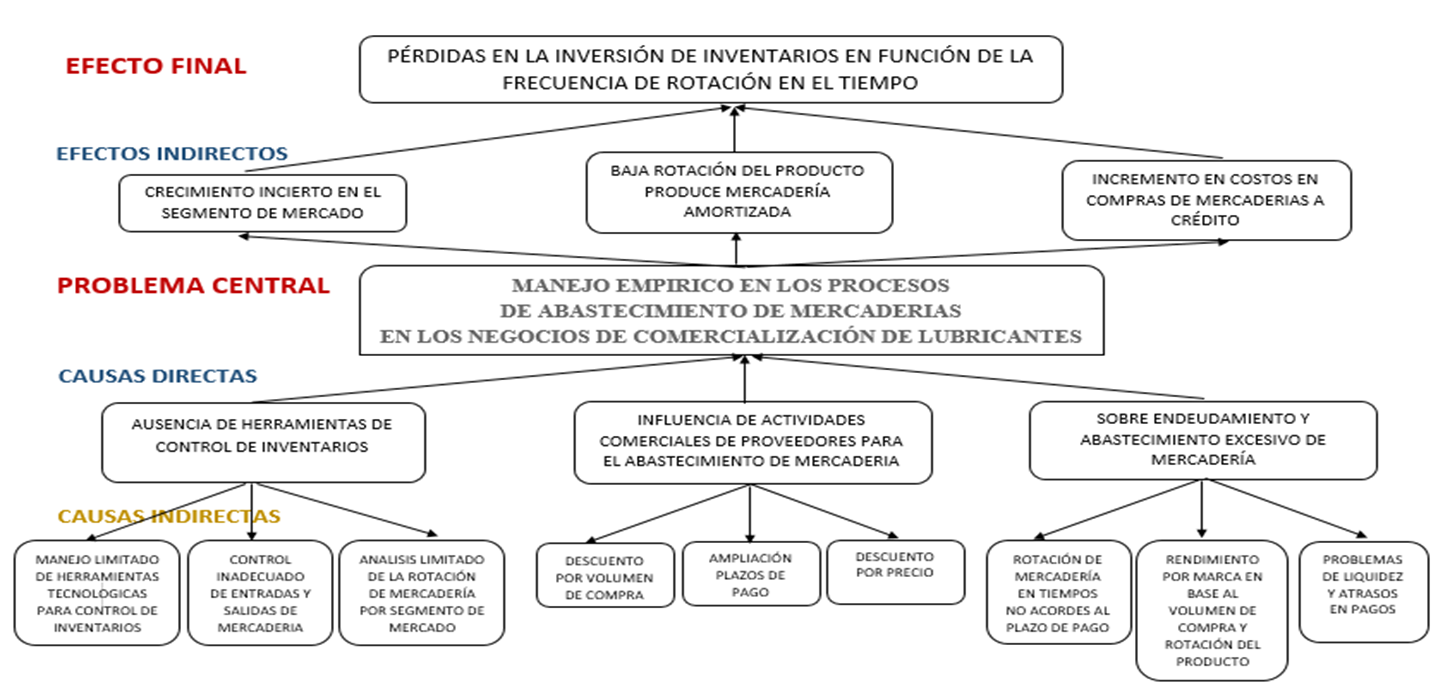 EFECTO FINAL
PÉRDIDAS EN LA INVERSIÓN DE INVENTARIOS EN FUNCIÓN DE LA
FRECUENCIA DE ROTACIÓN EN EL TIEMPO
EFECTOS INDIRECTOS
CRECIMIENTO INCIERTO EN EL
SEGMENTO DE MERCADO
BAJA ROTACIÓN DEL PRODUCTO
PRODUCE MERCADERÍA
AMORTIZADA
INCREMENTO EN COSTOS EN
COMPRAS DE MERCADERIAS A
CRÉDITO
PROBLEMA CENTRAL
MANEJO EMPIRICO EN LOS PROCESOS
DE ABASTECIMIENTO DE MERCADERIAS
EN LOS NEGOCIOS DE COMERCIALIZACIÓN DE LUBRICANTES
CAUSAS DIRECTAS
AUSENCIA DE HERRAMIENTAS DE
CONTROL DE INVENTARIOS
INFLUENCIA DE ACTIVIDADES
COMERCIALES DE PROVEEDORES PARA
EL ABASTECIMIENTO DE MERCADERIA
SOBRE ENDEUDAMIENTO Y
ABASTECIMIENTO EXCESIVO DE
MERCADERÍA
CAUSAS INDIRECTAS
MANEJO LIMITADO
DE HERRAMIENTAS
TECNOLOGICAS
PARA CONTROL DE
INVENTARIOS
CONTROL
INADECUADO
DE ENTRADAS Y
SALIDAS DE
MERCADERIA
ANALISIS LIMITADO
DE LA ROTACIÓN
DE MERCADERÍA
POR SEGMENTO DE
MERCADO
DESCUENTO
POR VOLUMEN
DE COMPRA
AMPLIACIÓN
PLAZOS DE
PAGO
DESCUENTO
POR PRECIO
ROTACIÓN DE
MERCADERÍA
EN TIEMPOS
NO ACORDES AL
PLAZO DE PAGO
RENDIMIENTO
POR MARCA EN
BASE AL
VOLUMEN DE
COMPRA Y
ROTACIÓN DEL
PRODUCTO
PROBLEMAS
DE LIQUIDEZ
Y ATRASOS
EN PAGOS